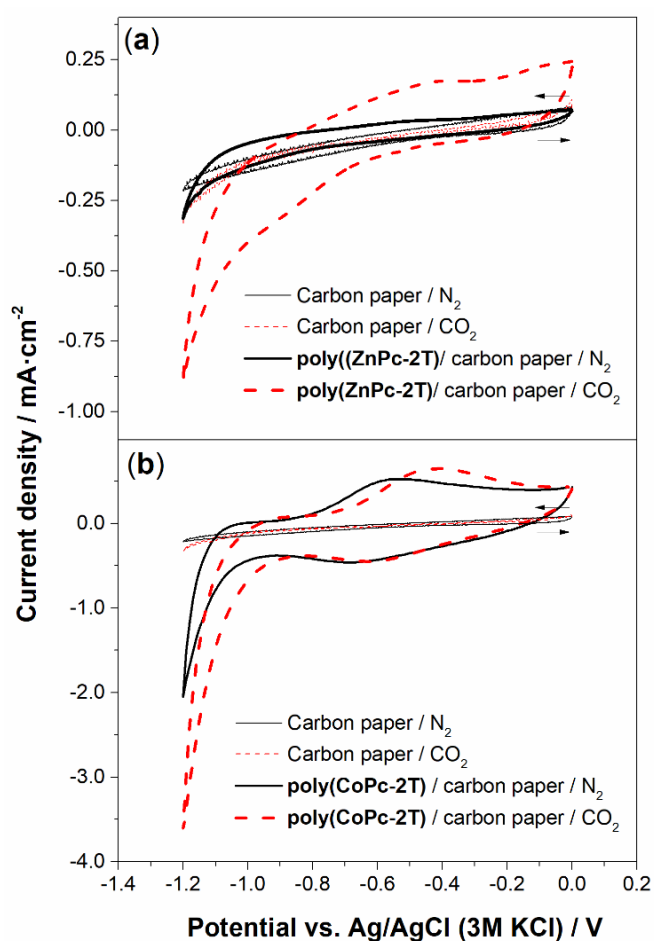 (a)
0.25
0.00
-0.25
-0.50
-0.75
-1.00
Carbon paper / N₂
Carbon paper / CO₂
poly((ZnPc-2T)/ carbon paper / N₂
poly(ZnPc-2T)/ carbon paper / CO₂
Current density / mA·cm⁻²
(b)
0.0
-1.0
-2.0
-3.0
-4.0
Carbon paper / N₂
Carbon paper / CO₂
poly(CoPc-2T) / carbon paper / N₂
poly(CoPc-2T) / carbon paper / CO₂
-1.4 -1.2 -1.0 -0.8 -0.6 -0.4 -0.2 0.0 0.2
Potential vs. Ag/AgCl (3M KCl) / V